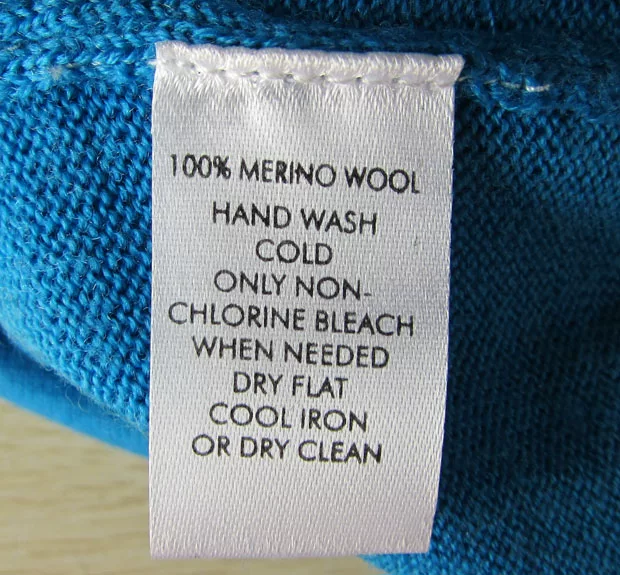 100% MERINO WOOL
HAND WASH
COLD
ONLY NON-
CHLORINE BLEACH
WHEN NEEDED
DRY FLAT
COOL IRON
OR DRY CLEAN